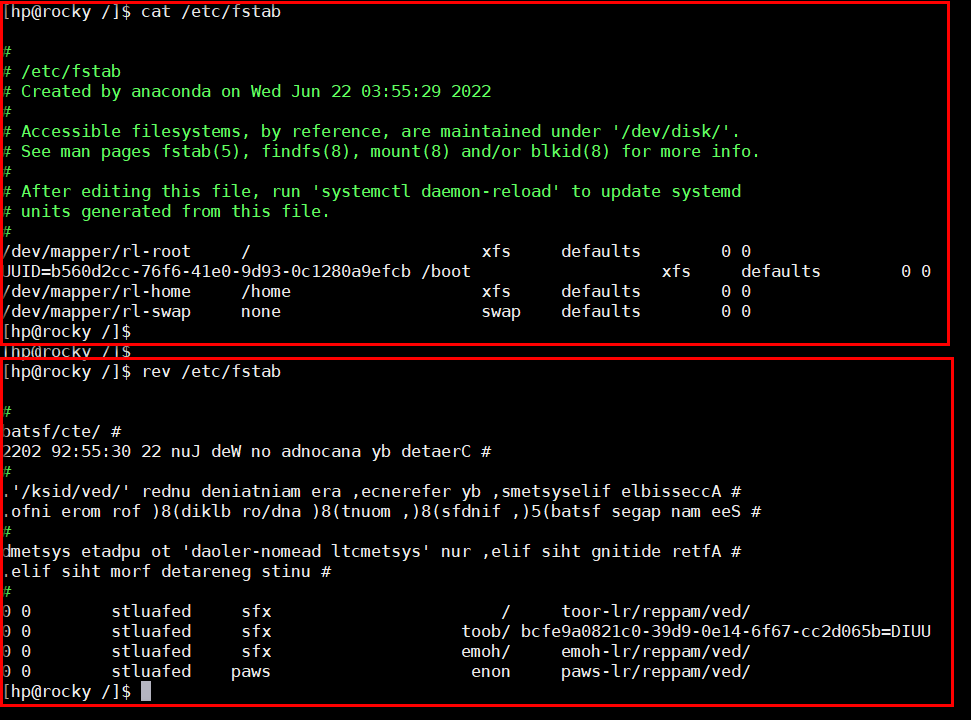 [hp@rocky /]$ cat /etc/fstab
#
# /etc/fstab
# Created by anaconda on Wed Jun 22 03:55:29 2022
#
# Accessible filesystems, by reference, are maintained under '/dev/disk/'.
# See man pages fstab(5), findfs(8), mount(8) and/or blkid(8) for more info.
#
# After editing this file, run 'systemctl daemon-reload' to update systemd
# units generated from this file.
#
/dev/mapper/rl-root     /                       xfs     defaults        0 0
UUID=b560d2cc-76f6-41e0-9d93-0c1280a9efcb /boot                   xfs     defaults        0 0
/dev/mapper/rl-home     /home                   xfs     defaults        0 0
/dev/mapper/rl-swap     none                    swap    defaults        0 0
[hp@rocky /]$
[hp@rocky /]$
[hp@rocky /]$ rev /etc/fstab
#
batsf/cte/ #
2202 92:55:30 22 nuJ deW no adnocana yb detaerC #
#
.'/ksid/ved/' rednu deniatniam era ,ecnerefer yb ,smetsyselif elbisseccA #
.ofni erom rof )8(diklb ro/dna )8(tnuom ,)8(sfdnif ,)5(batsf segap nam eeS #
#
dmetsys etadpu ot 'daoler-nomead ltcmetsys' nur ,elif siht gnitide retfA #
.elif siht morf detareneg stinu #
#
0 0        stluafed     sfx                       /     toor-lr/reppam/ved/
0 0        stluafed     sfx                   toob/ bcfe9a0821c0-39d9-0e14-6f67-cc2d065b=DIUU
0 0        stluafed     sfx                   emoh/     emoh-lr/reppam/ved/
0 0        stluafed    paws                    enon     paws-lr/reppam/ved/
[hp@rocky /]$